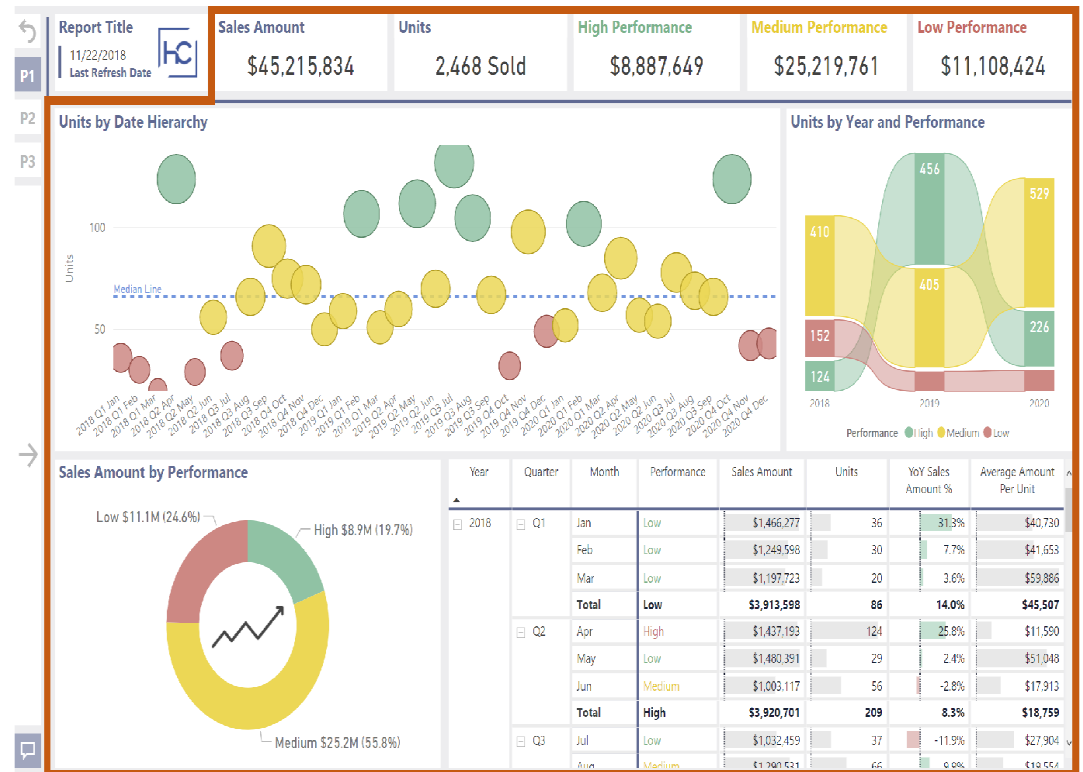 Report Title
11/22/2018
Last Refresh Date
hC
Sales Amount
$45,215,834
Units
2,468 Sold
High Performance
$8,887,649
Medium Performance
$25,219,761
Low Performance
$11,108,424
P1
P2
P3
Units by Date Hierarchy
Units
100
50
Median Line
2018 Q1 Jan
2018 Q1 Feb
2018 Q1 Mar
2018 Q2 Apr
2018 Q2 May
2018 Q2 Jun
2018 Q3 Jul
2018 Q3 Aug
2018 Q3 Sep
2018 Q4 Oct
2018 Q4 Nov
2018 Q4 Dec
2019 Q1 Jan
2019 Q1 Feb
2019 Q1 Mar
2019 Q2 Apr
2019 Q2 May
2019 Q2 Jun
2019 Q3 Jul
2019 Q3 Aug
2019 Q3 Sep
2019 Q4 Oct
2019 Q4 Nov
2019 Q4 Dec
2020 Q1 Jan
2020 Q1 Feb
2020 Q1 Mar
2020 Q2 Apr
2020 Q2 May
2020 Q2 Jun
2020 Q3 Jul
2020 Q3 Aug
2020 Q3 Sep
2020 Q4 Oct
2020 Q4 Nov
2020 Q4 Dec
Units by Year and Performance
410
152
124
456
405
529
226
2018 2019 2020
Performance High Medium Low
Sales Amount by Performance
Low $11.1M (24.6%)
High $8.9M (19.7%)
Medium $25.2M (55.8%)
Year Quarter Month Performance Sales Amount Units YoY Sales Amount % Average Amount Per Unit
2018 Q1 Jan Low $1,466,277 36 31.3% $40,730
Feb Low $1,249,598 30 7.7% $41,653
Mar Low $1,197,723 20 3.6% $59,886
Total Low $3,913,598 86 14.0% $45,507
Q2 Apr High $1,437,193 124 25.8% $11,590
May Low $1,480,391 29 2.4% $51,048
Jun Medium $1,003,117 56 -2.8% $17,913
Total High $3,920,701 209 8.3% $18,759
Q3 Jul Low $1,032,459 37 -11.9% $27,904
Aug Medium $1,290,531 66 9.8% $19,554